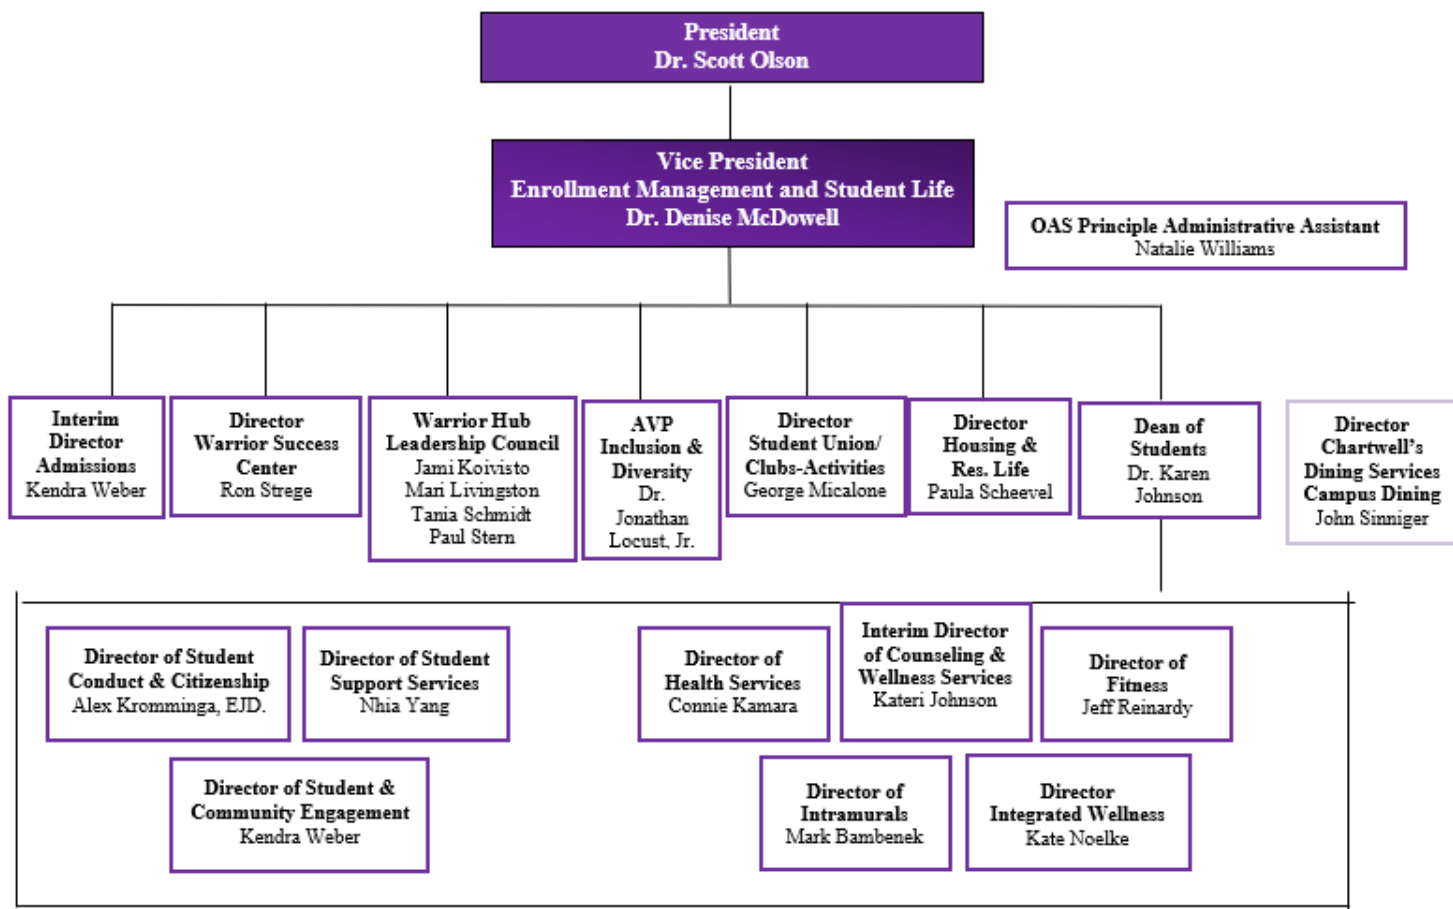 President
Dr. Scott Olson
Vice President
Enrollment Management and Student Life
Dr. Denise McDowell
OAS Principle Administrative Assistant
Natalie Williams
Interim
Director
Admissions
Kendra Weber
Director
Warrior Success
Center
Ron Strege
Warrior Hub
Leadership Council
Jami Koivisto
Mari Livingston
Tania Schmidt
Paul Stern
AVP
Inclusion &
Diversity
Dr.
Jonathan
Locust, Jr.
Director
Student Union/
Clubs-Activities
George Micalone
Director
Housing &
Res. Life
Paula Scheevel
Dean of
Students
Dr. Karen
Johnson
Director
Chartwell's
Dining Services
Campus Dining
John Sinniger
Director of Student
Conduct & Citizenship
Alex Kromminga, EJD.
Director of Student
Support Services
Nhia Yang
Director of
Health Services
Connie Kamara
Interim Director
of Counseling &
Wellness Services
Kateri Johnson
Director of
Fitness
Jeff Reinardy
Director of Student &
Community Engagement
Kendra Weber
Director of
Intramurals
Mark Bambenek
Director
Integrated Wellness
Kate Noelke